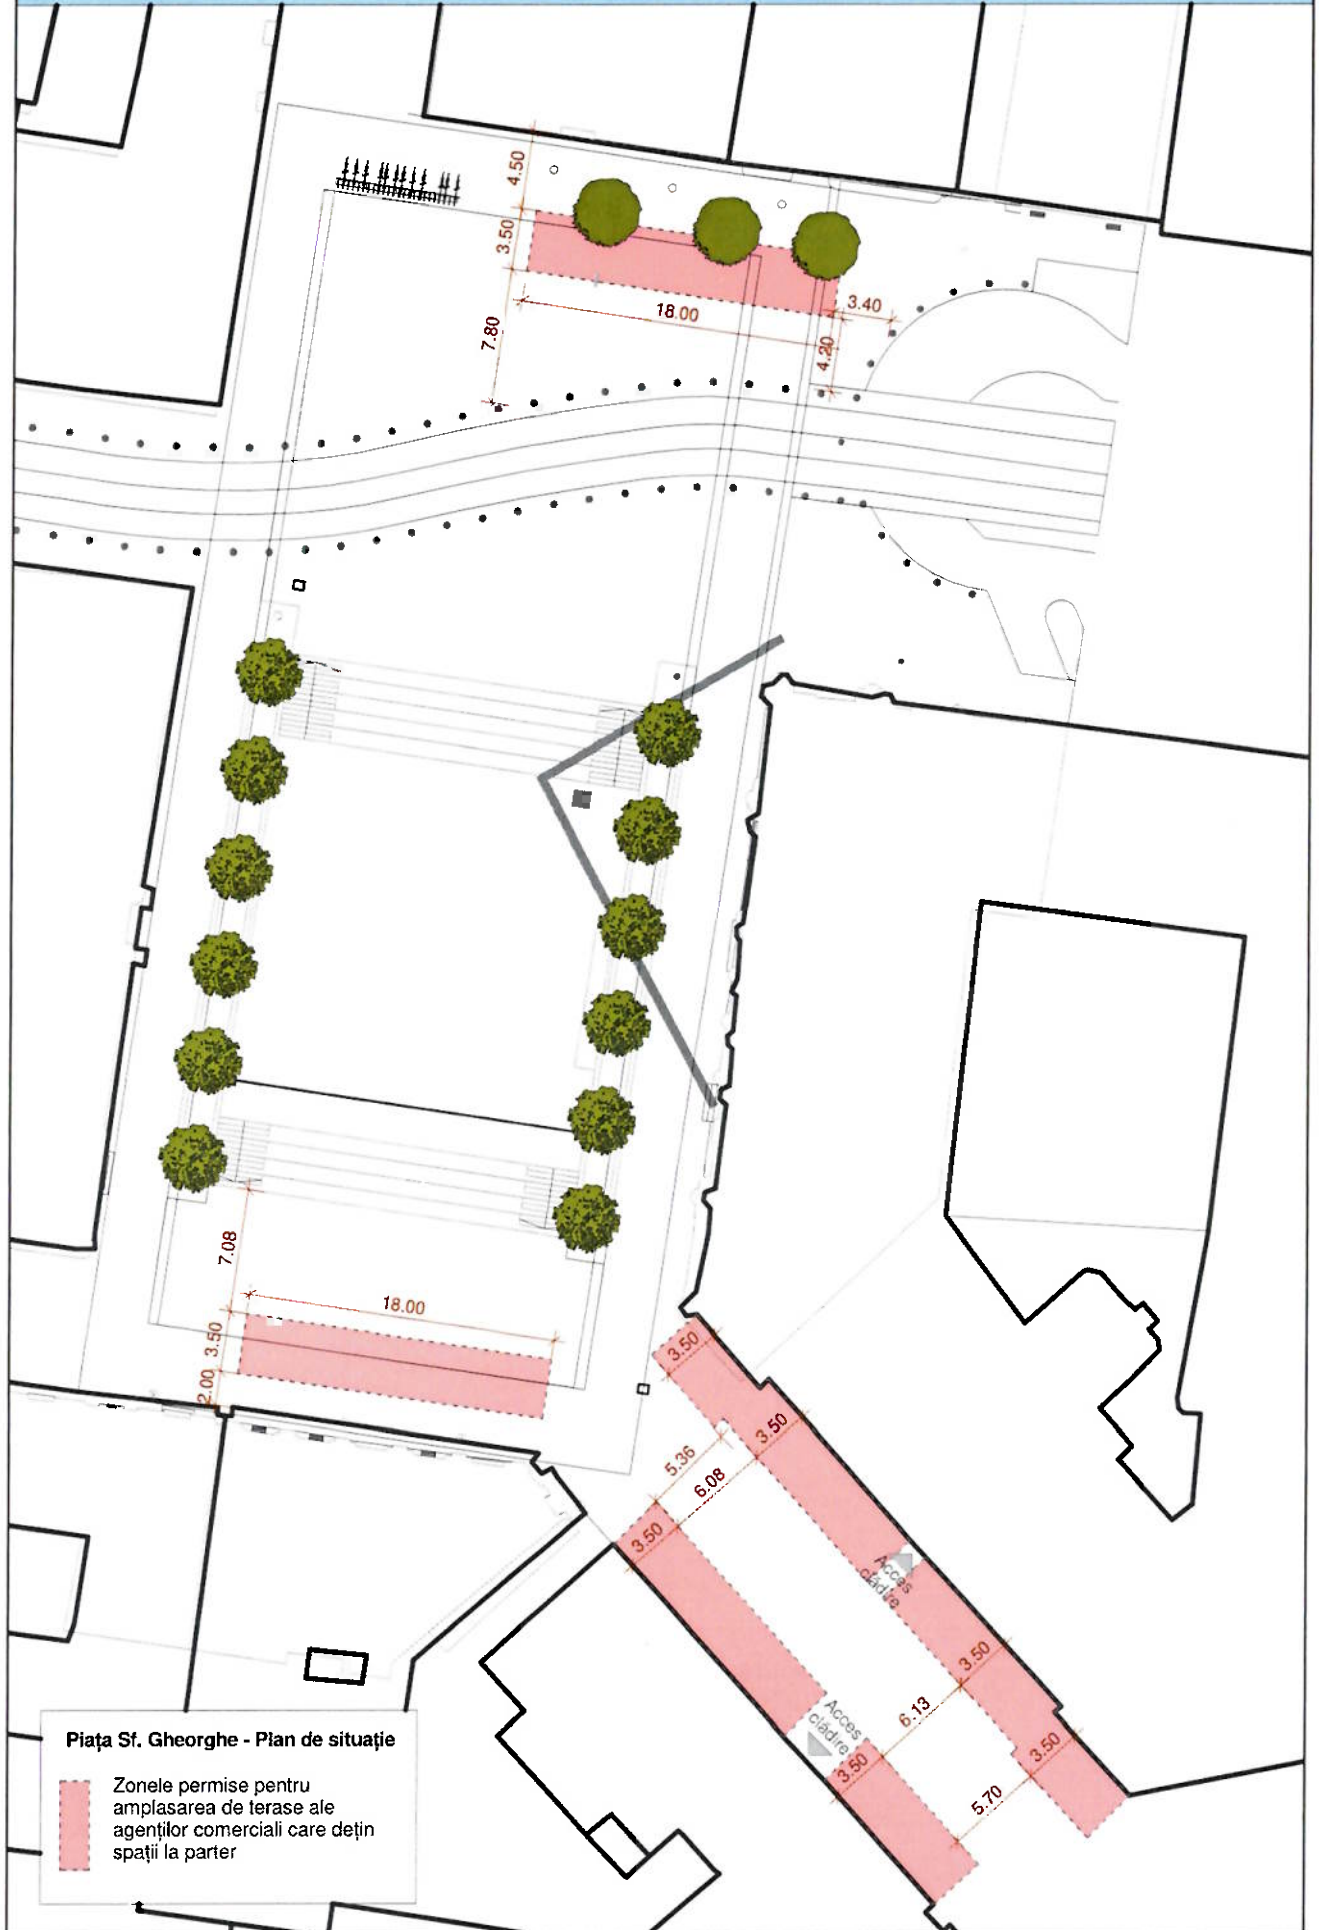 4.50
3.50
7.80
18.00
3.40
4.20
7.08
18.00
3.50
2.00
3.50
3.50
5.36
6.08
3.50
Acces
clădire
3.50
6.13
Acces
clădire
3.50
3.50
5.70
Piața Sf. Gheorghe - Plan de situație
Zonele permise pentru
amplasarea de terase ale
agenților comerciali care dețin
spații la parter